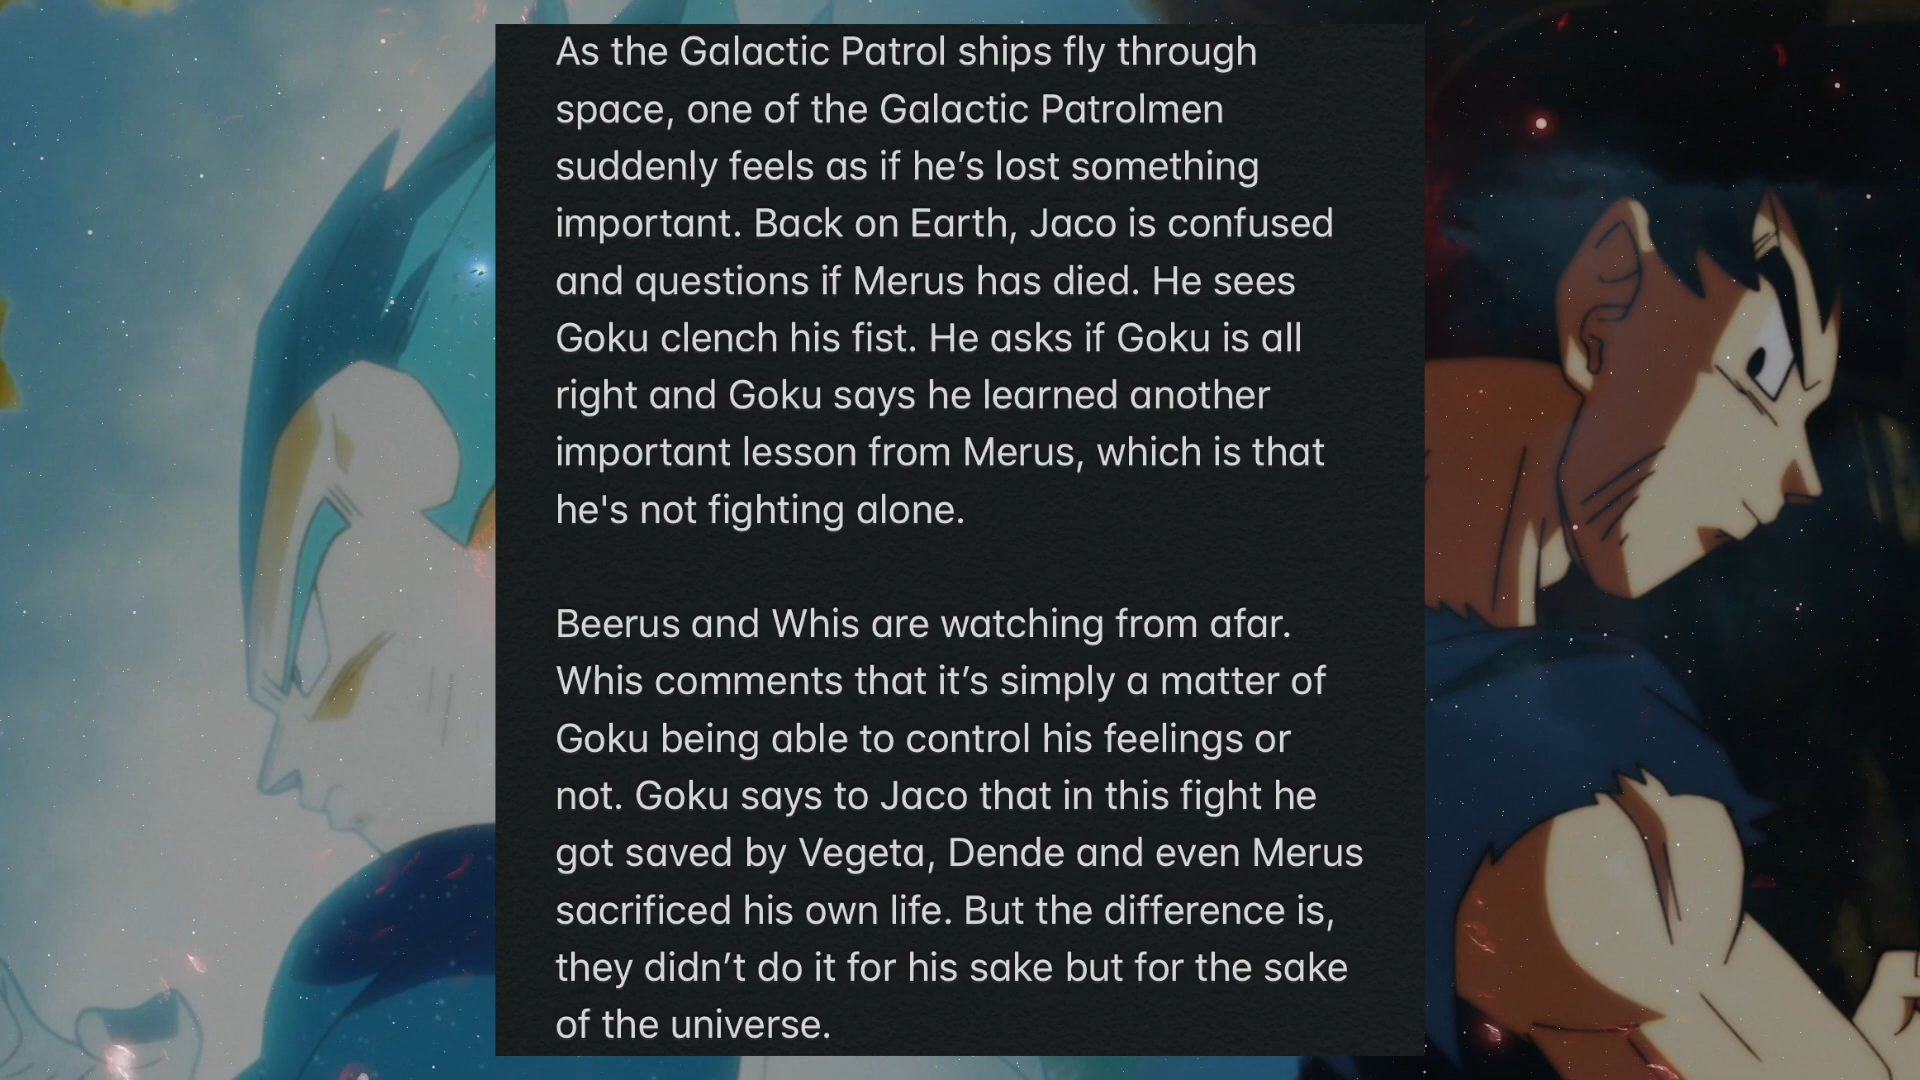 As the Galactic Patrol ships fly through
space, one of the Galactic Patrolmen
suddenly feels as if he’s lost something
important. Back on Earth, Jaco is confused
and questions if Merus has died. He sees
Goku clench his fist. He asks if Goku is all
right and Goku says he learned another
important lesson from Merus, which is that
he's not fighting alone.
Beerus and Whis are watching from afar.
Whis comments that it’s simply a matter of
Goku being able to control his feelings or
not. Goku says to Jaco that in this fight he
got saved by Vegeta, Dende and even Merus
sacrificed his own life. But the difference is,
they didn’t do it for his sake but for the sake
of the universe.